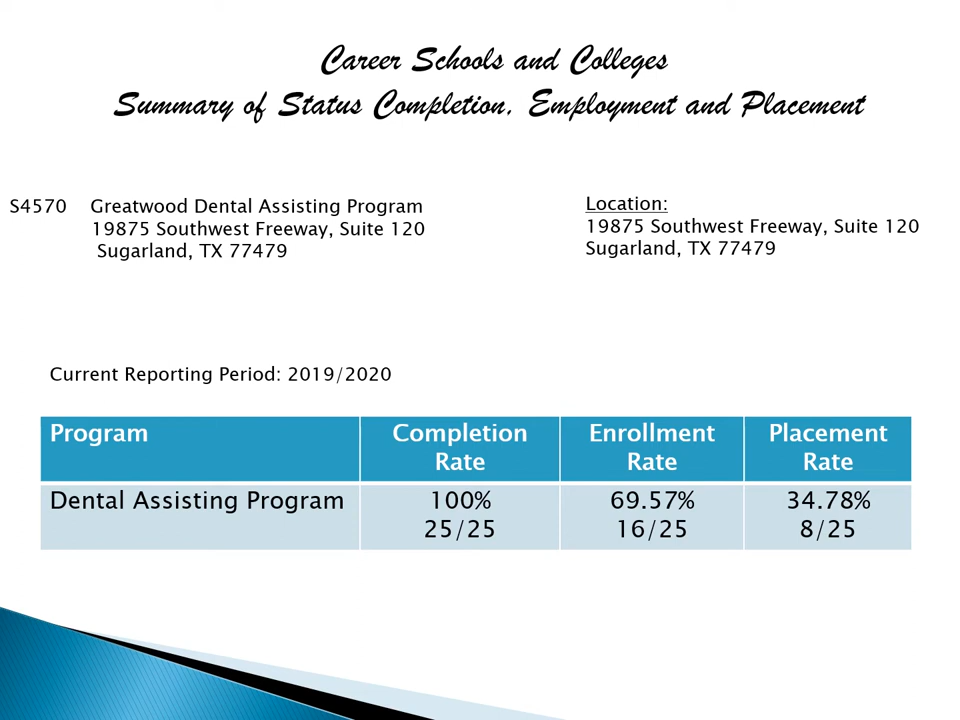 Career Schools and Colleges
Summary of Status Completion, Employment and Placement
S4570 Greatwood Dental Assisting Program
19875 Southwest Freeway, Suite 120
Sugarland, TX 77479
Location:
19875 Southwest Freeway, Suite 120
Sugarland, TX 77479
Current Reporting Period: 2019/2020
Program Completion Rate Enrollment Rate Placement Rate
Dental Assisting Program 100% 69.57% 34.78%
25/25 16/25 8/25